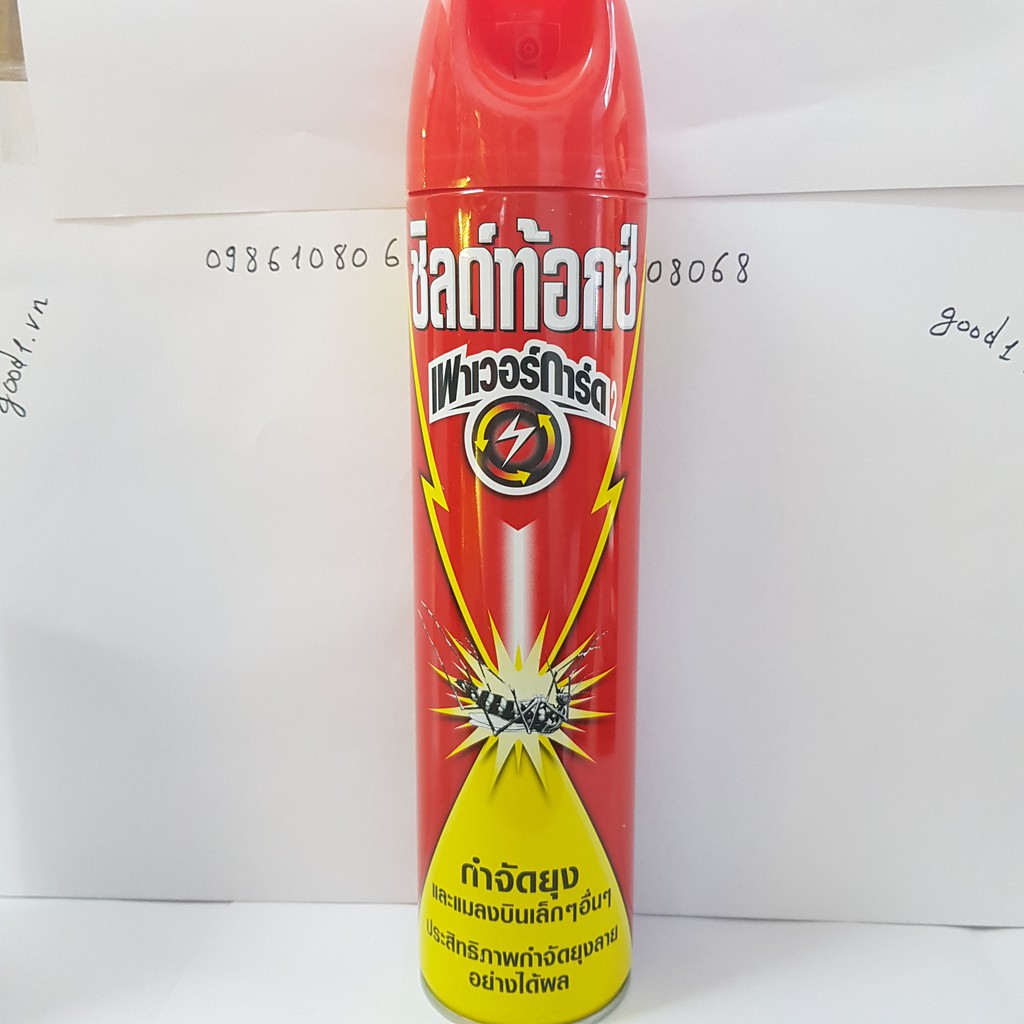 ชิลด์ท้อกซ์
098610806
08068
good1.vn
good1
เพาเวอร์การ์ด2
กำจัดยุง
และแมลงบินเล็กๆอื่นๆ
ประสิทธิภาพกำจัดยุงลาย
อย่างได้ผล